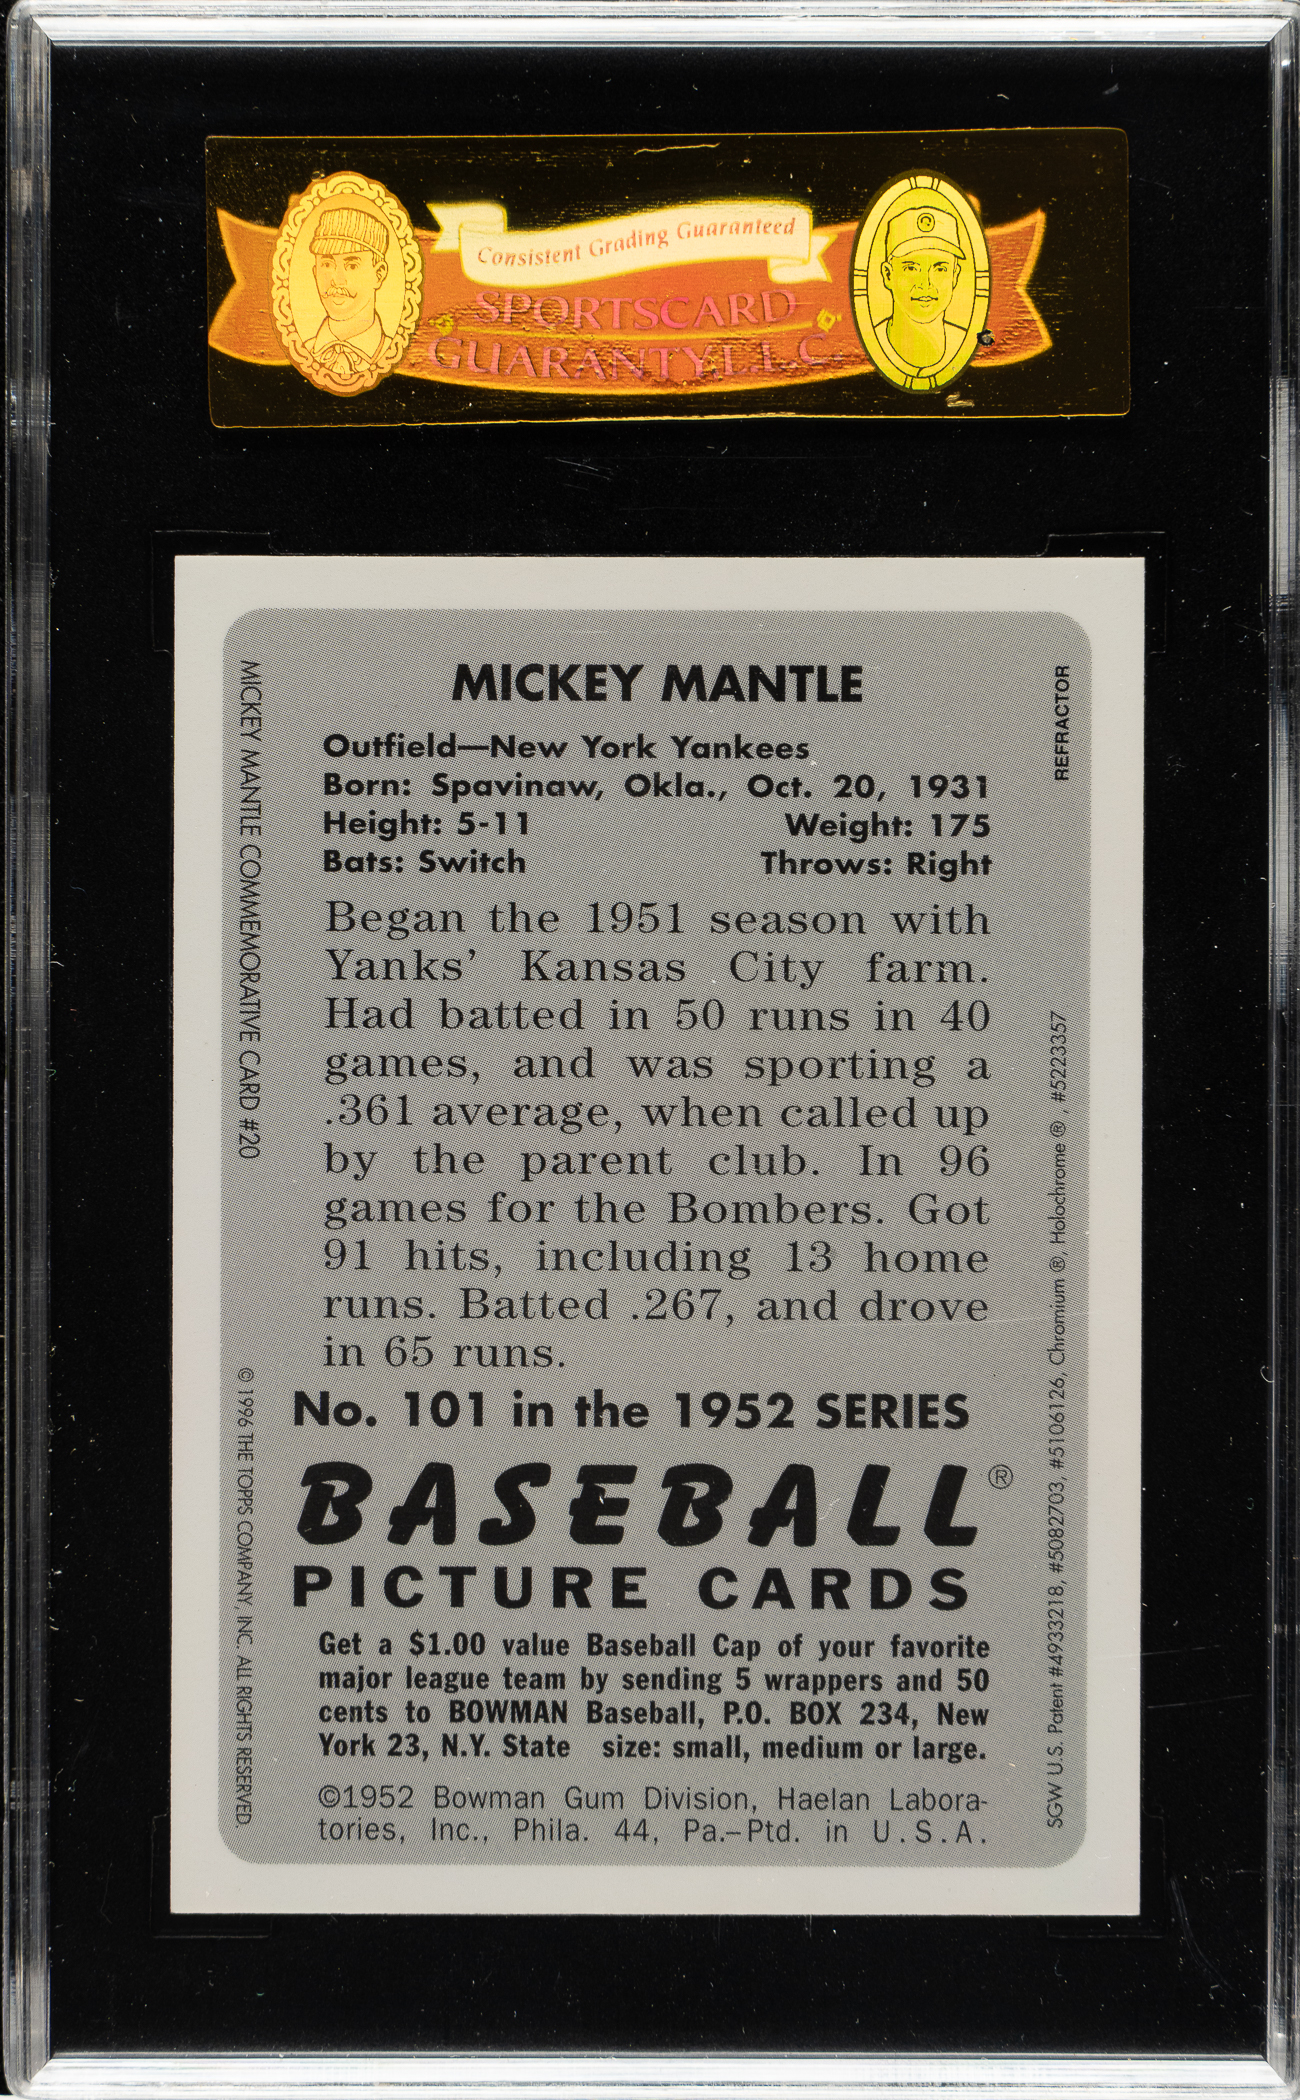 Consistent Grading Guaranteed
SPORTSCARD
GUARANTY L.L.C.
MICKEY MANTLE
Outfield—New York Yankees
Born: Spavinaw, Okla., Oct. 20, 1931
Height: 5-11 Weight: 175
Bats: Switch Throws: Right
Began the 1951 season with
Yanks' Kansas City farm.
Had batted in 50 runs in 40
games, and was sporting a
.361 average, when called up
by the parent club. In 96
games for the Bombers. Got
91 hits, including 13 home
runs. Batted .267, and drove
in 65 runs.
No. 101 in the 1952 SERIES
BASEBALL®
PICTURE CARDS
Get a $1.00 value Baseball Cap of your favorite
major league team by sending 5 wrappers and 50
cents to BOWMAN Baseball, P.O. BOX 234, New
York 23, N.Y. State size: small, medium or large.
©1952 Bowman Gum Division, Haelan Labora-
tories, Inc., Phila. 44, Pa.–Ptd. in U.S.A.
MICKEY MANTLE COMMEMORATIVE CARD #20
© 1996 THE TOPPS COMPANY, INC. ALL RIGHTS RESERVED.
REFRACTOR
SGW U.S. Patent #4933218, #5082703, #5106126, Chromium ®, Holochrome ®, #5223357